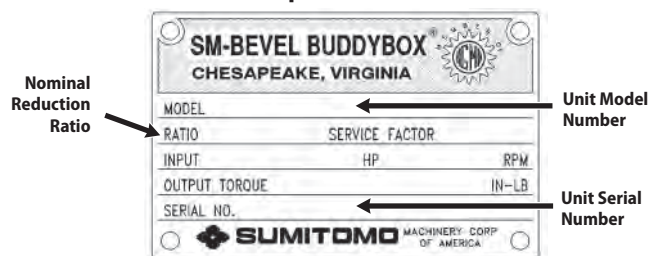 SM-BEVEL BUDDYBOX®
CHESAPEAKE, VIRGINIA
AGMA
Nominal
Reduction
Ratio
MODEL
Unit Model
Number
RATIO SERVICE FACTOR
INPUT HP RPM
OUTPUT TORQUE IN-LB
SERIAL NO.
Unit Serial
Number
SUMITOMO MACHINERY CORP
OF AMERICA